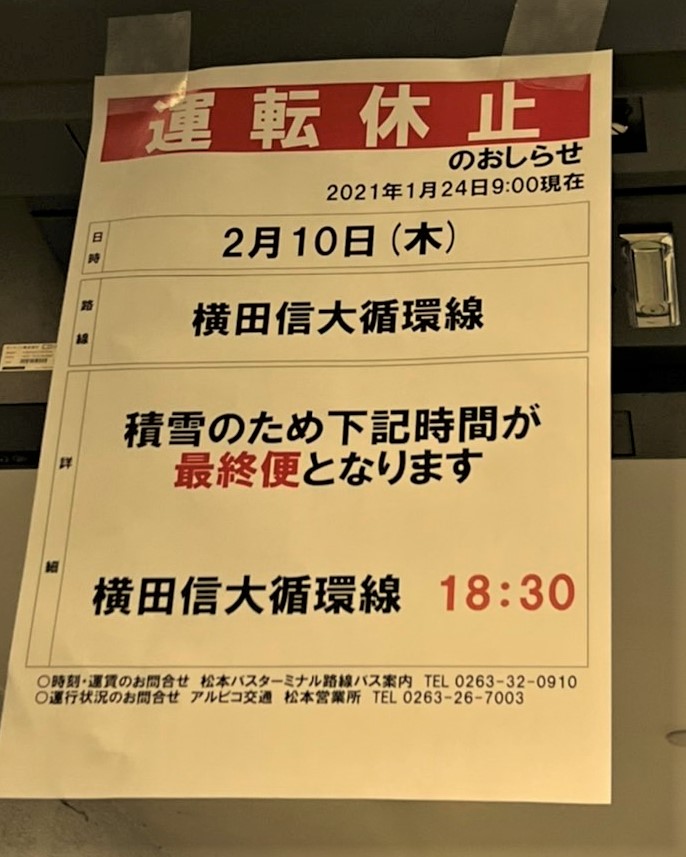 運転休止
のおしらせ
2021年1月24日9:00現在
日時
2月10日(木)
路線
横田信大循環線
詳細
積雪のため下記時間が
最終便となります
横田信大循環線 18:30
○時刻・運賃のお問合せ 松本バスターミナル路線バス案内 TEL 0263-32-0910
○運行状況のお問合せ アルピコ交通 松本営業所 TEL 0263-26-7003